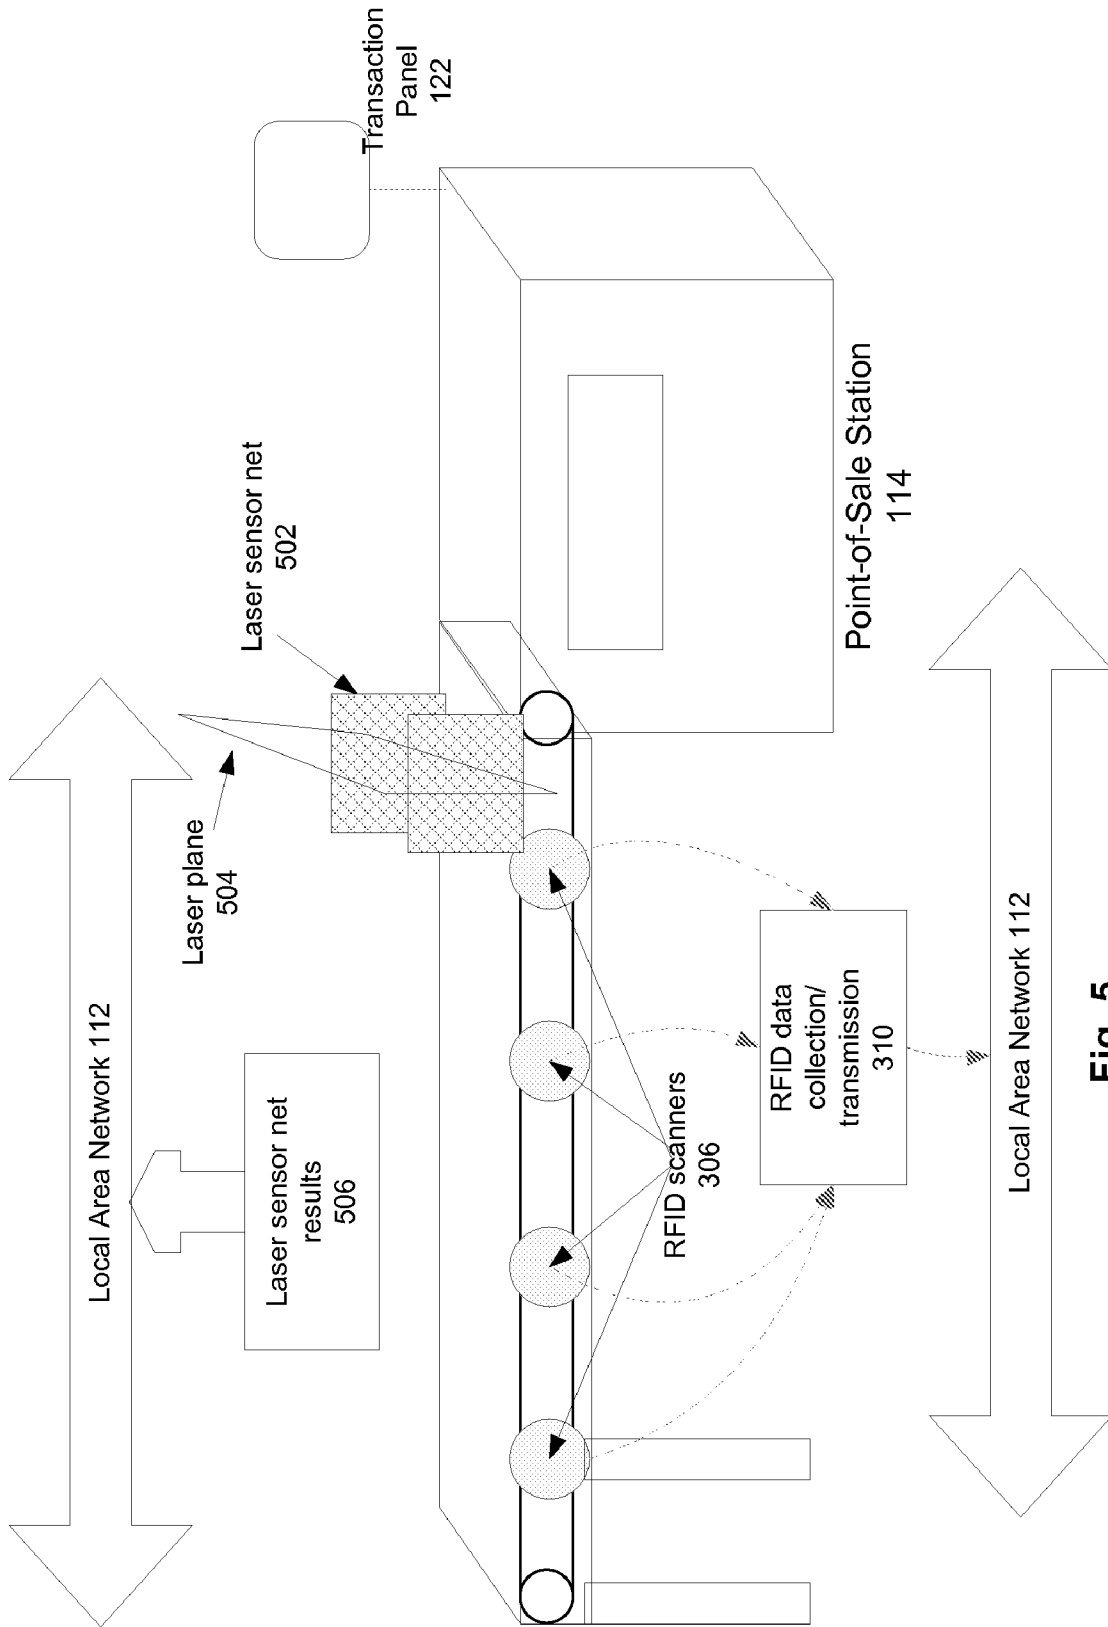 Local Area Network 112
Laser sensor net
results
506
Laser plane
504
Laser sensor net
502
Transaction
Panel
122
RFID scanners
306
Point-of-Sale Station
114
RFID data
collection/
transmission
310
Local Area Network 112
Fig. 5